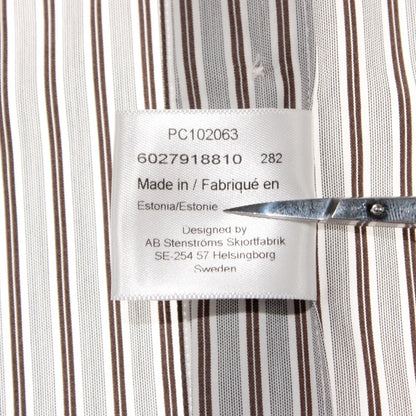 PC102063
6027918810 282
Made in / Fabriqué en
Estonia/Estonie
Designed by
AB Stenströms Skjortfabrik
SE-254 57 Helsingborg
Sweden